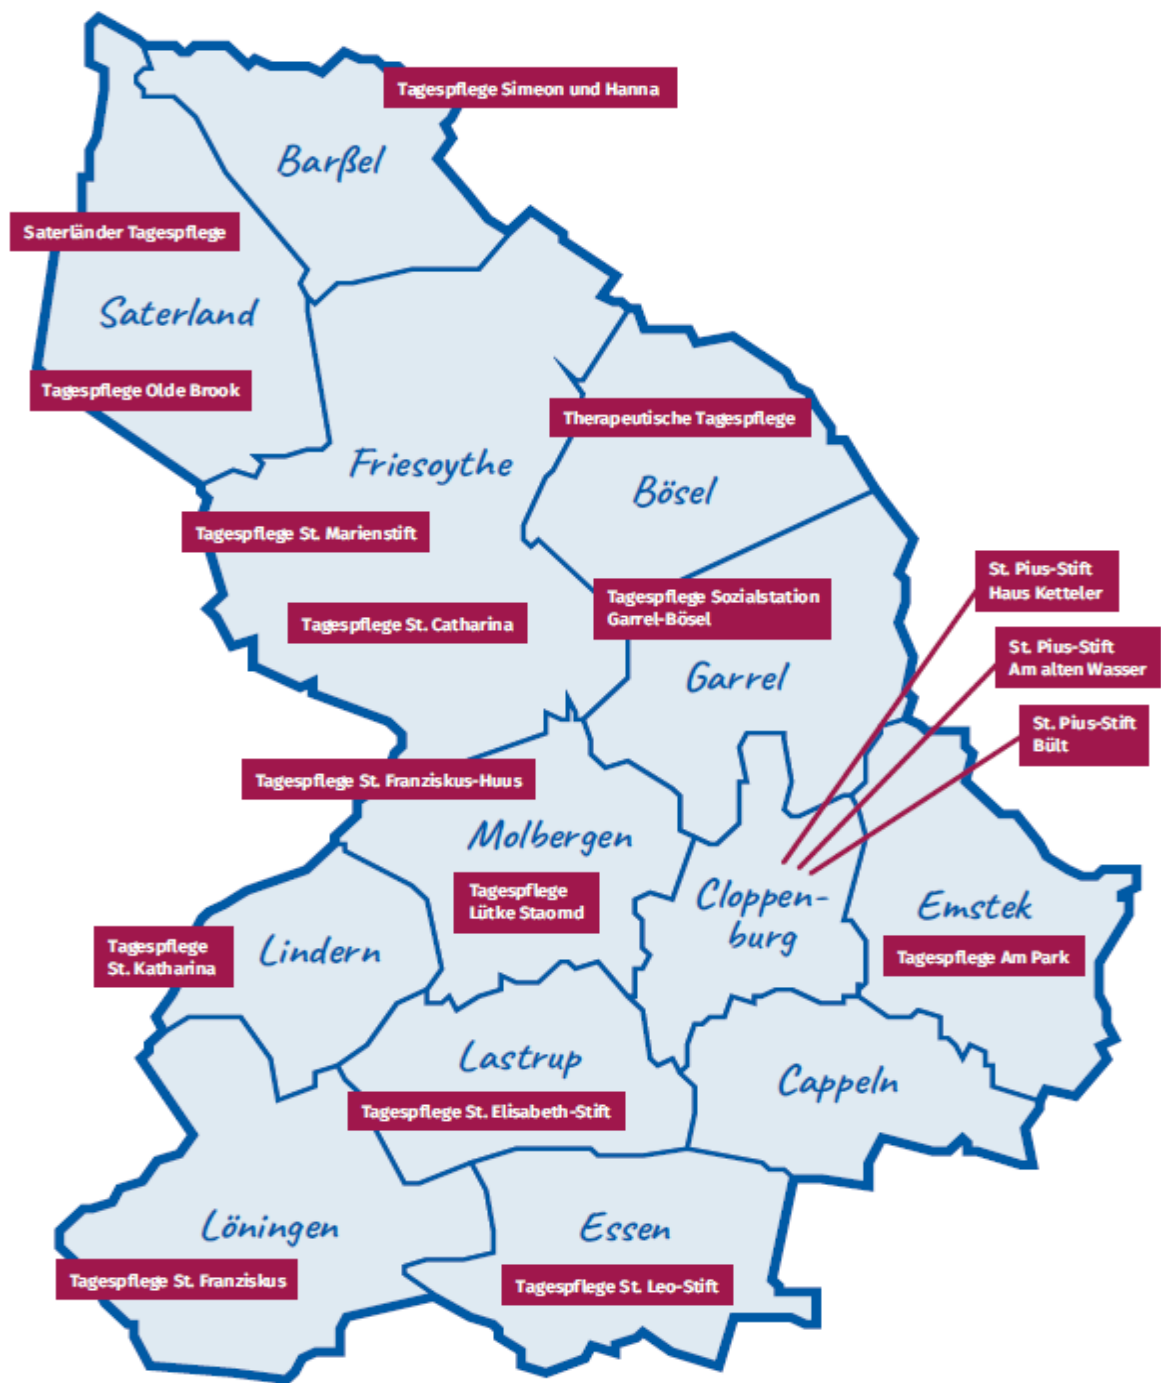 Tagespflege Simeon und Hanna
Barßel
Saterländer Tagespflege
Saterland
Tagespflege Olde Brook
Therapeutische Tagespflege
Friesoythe
Bösel
Tagespflege St. Marienstift
St. Pius-Stift
Haus Ketteler
Tagespflege Sozialstation
Garrel-Bösel
Tagespflege St. Catharina
St. Pius-Stift
Am alten Wasser
Garrel
St. Pius-Stift
Bült
Tagespflege St. Franziskus-Huus
Molbergen
Tagespflege
Lütke Staomd
Cloppen-
burg
Emstek
Tagespflege
St. Katharina
Lindern
Tagespflege Am Park
Lastrup
Cappeln
Tagespflege St. Elisabeth-Stift
Löningen
Essen
Tagespflege St. Franziskus
Tagespflege St. Leo-Stift